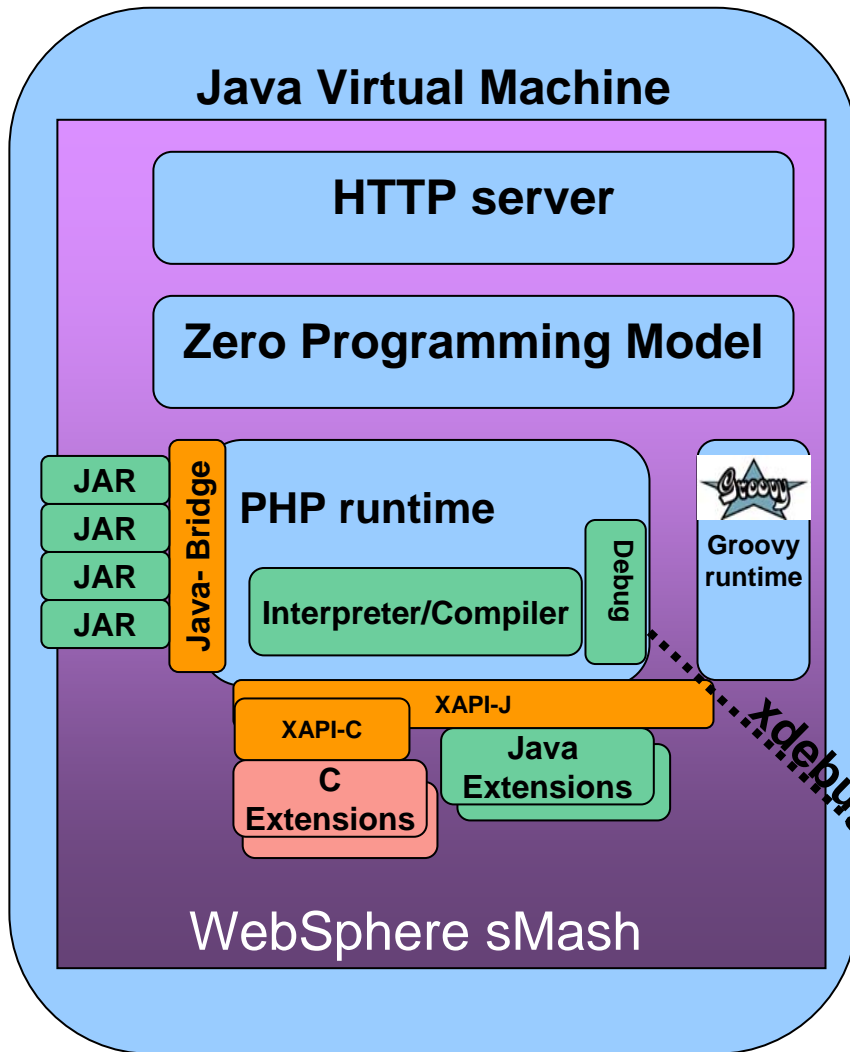 Java Virtual Machine
HTTP server
Zero Programming Model
JAR
JAR
JAR
JAR
Java- Bridge
PHP runtime
Interpreter/Compiler
Debug
Groovy
Groovy
runtime
XAPI-J
XAPI-C
Java
Extensions
C
Extensions
WebSphere sMash